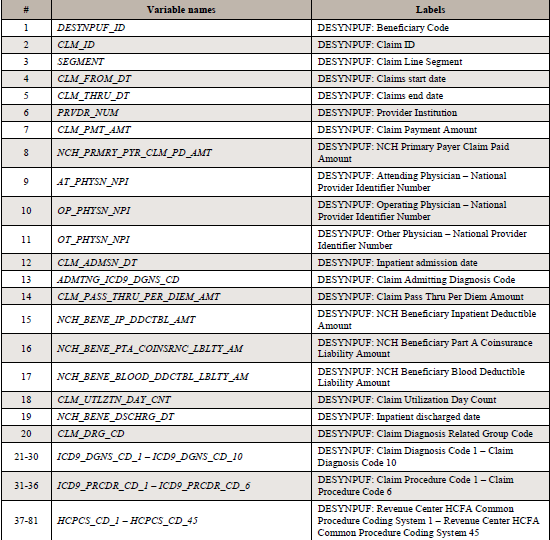 # Variable names Labels
1 DESYNPUF_ID DESYNPUF: Beneficiary Code
2 CLM_ID DESYNPUF: Claim ID
3 SEGMENT DESYNPUF: Claim Line Segment
4 CLM_FROM_DT DESYNPUF: Claims start date
5 CLM_THRU_DT DESYNPUF: Claims end date
6 PRVDR_NUM DESYNPUF: Provider Institution
7 CLM_PMT_AMT DESYNPUF: Claim Payment Amount
8 NCH_PRMRY_PYR_CLM_PD_AMT DESYNPUF: NCH Primary Payer Claim Paid
Amount
9 AT_PHYSN_NPI DESYNPUF: Attending Physician – National
Provider Identifier Number
10 OP_PHYSN_NPI DESYNPUF: Operating Physician – National
Provider Identifier Number
11 OT_PHYSN_NPI DESYNPUF: Other Physician – National Provider
Identifier Number
12 CLM_ADMSN_DT DESYNPUF: Inpatient admission date
13 ADMTNG_ICD9_DGNS_CD DESYNPUF: Claim Admitting Diagnosis Code
14 CLM_PASS_THRU_PER_DIEM_AMT DESYNPUF: Claim Pass Thru Per Diem Amount
15 NCH_BENE_IP_DDCTBL_AMT DESYNPUF: NCH Beneficiary Inpatient Deductible
Amount
16 NCH_BENE_PTA_COINSRNC_LBLTY_AM DESYNPUF: NCH Beneficiary Part A Coinsurance
Liability Amount
17 NCH_BENE_BLOOD_DDCTBL_LBLTY_AM DESYNPUF: NCH Beneficiary Blood Deductible
Liability Amount
18 CLM_UTLZTN_DAY_CNT DESYNPUF: Claim Utilization Day Count
19 NCH_BENE_DSCHRG_DT DESYNPUF: Inpatient discharged date
20 CLM_DRG_CD DESYNPUF: Claim Diagnosis Related Group Code
21-30 ICD9_DGNS_CD_1 – ICD9_DGNS_CD_10 DESYNPUF: Claim Diagnosis Code 1 – Claim
Diagnosis Code 10
31-36 ICD9_PRCDR_CD_1 – ICD9_PRCDR_CD_6 DESYNPUF: Claim Procedure Code 1 – Claim
Procedure Code 6
37-81 HCPCS_CD_1 – HCPCS_CD_45 DESYNPUF: Revenue Center HCFA Common
Procedure Coding System 1 – Revenue Center HCFA
Common Procedure Coding System 45